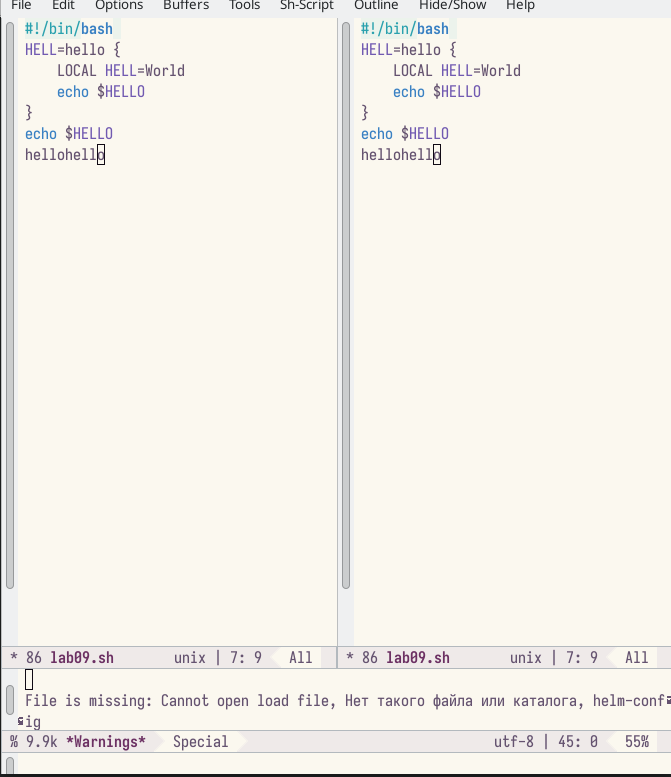 File Edit Options Buffers Tools Sh-Script Outline Hide/Show Help
#!/bin/bash
HELL=hello {
    LOCAL HELL=World
    echo $HELLO
}
echo $HELLO
hellohello
* 86 lab09.sh unix | 7: 9 All
#!/bin/bash
HELL=hello {
    LOCAL HELL=World
    echo $HELLO
}
echo $HELLO
hellohello
* 86 lab09.sh unix | 7: 9 All
File is missing: Cannot open load file, Нет такого файла или каталога, helm-conf
ig
% 9.9k *Warnings* Special utf-8 | 45: 0 55%